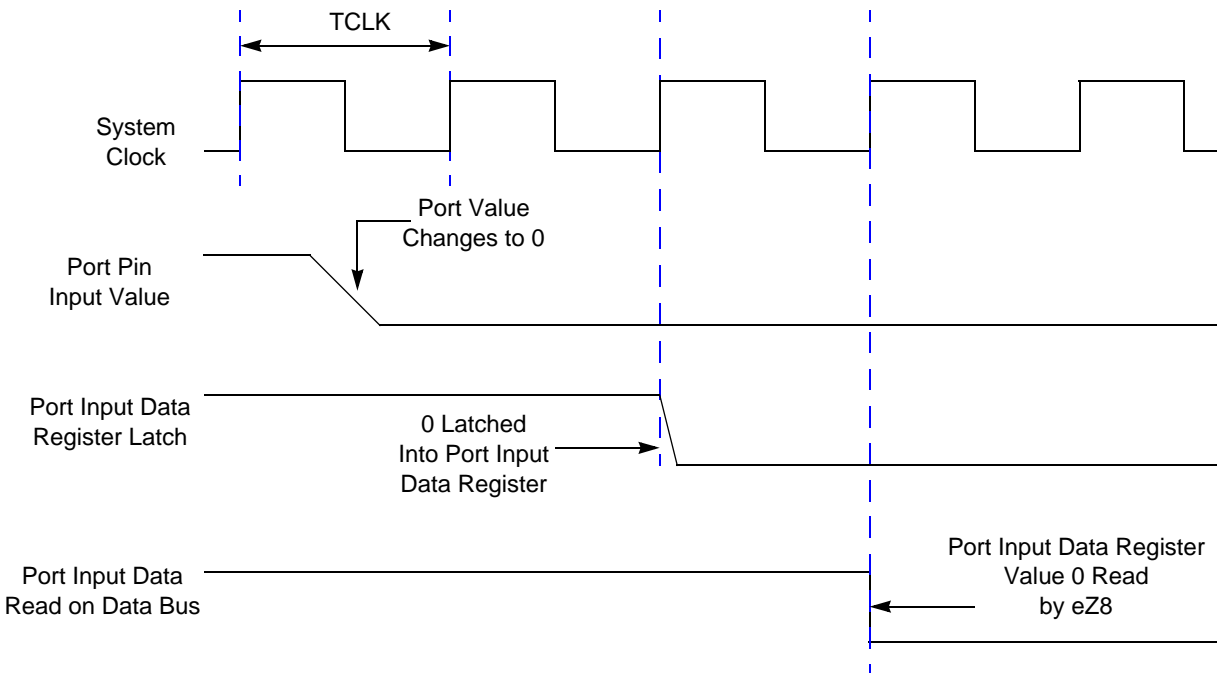 TCLK
System
Clock
Port Value
Changes to 0
Port Pin
Input Value
Port Input Data
Register Latch
0 Latched
Into Port Input
Data Register
Port Input Data
Read on Data Bus
Port Input Data Register
Value 0 Read
by eZ8